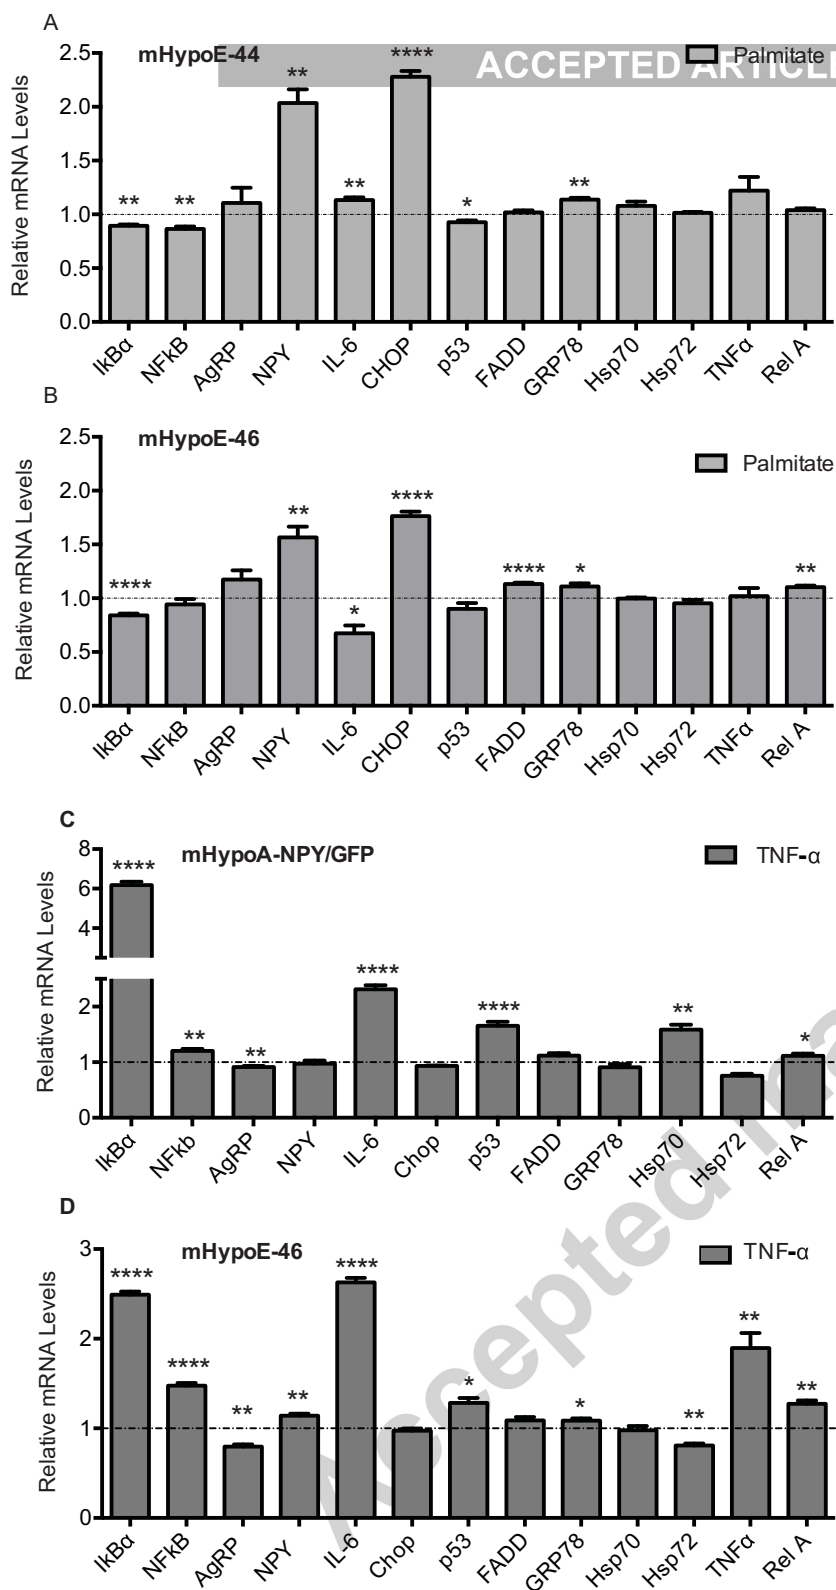 A
mHypoE-44
ACCEPTED ARTICLE
Palmitate
Relative mRNA Levels
2.5
2.0
1.5
1.0
0.5
0.0
** ** ** ** **** * **
IkBα NFkB AgRP NPY IL-6 CHOP p53 FADD GRP78 Hsp70 Hsp72 TNFα Rel A
B
mHypoE-46
Palmitate
Relative mRNA Levels
2.5
2.0
1.5
1.0
0.5
0.0
**** ** * **** **** * **
IkBα NFkB AgRP NPY IL-6 CHOP p53 FADD GRP78 Hsp70 Hsp72 TNFα Rel A
C
mHypoA-NPY/GFP
TNF-α
Relative mRNA Levels
8
6
4
2
1
0
**** ** ** **** **** ** *
IkBα NFkb AgRP NPY IL-6 Chop p53 FADD GRP78 Hsp70 Hsp72 Rel A
D
mHypoE-46
TNF-α
Relative mRNA Levels
3
2
1
0
**** **** ** ** **** * * ** ** **
IkBα NFkB AgRP NPY IL-6 Chop p53 FADD GRP78 Hsp70 Hsp72 TNFα Rel A
Accepted ma